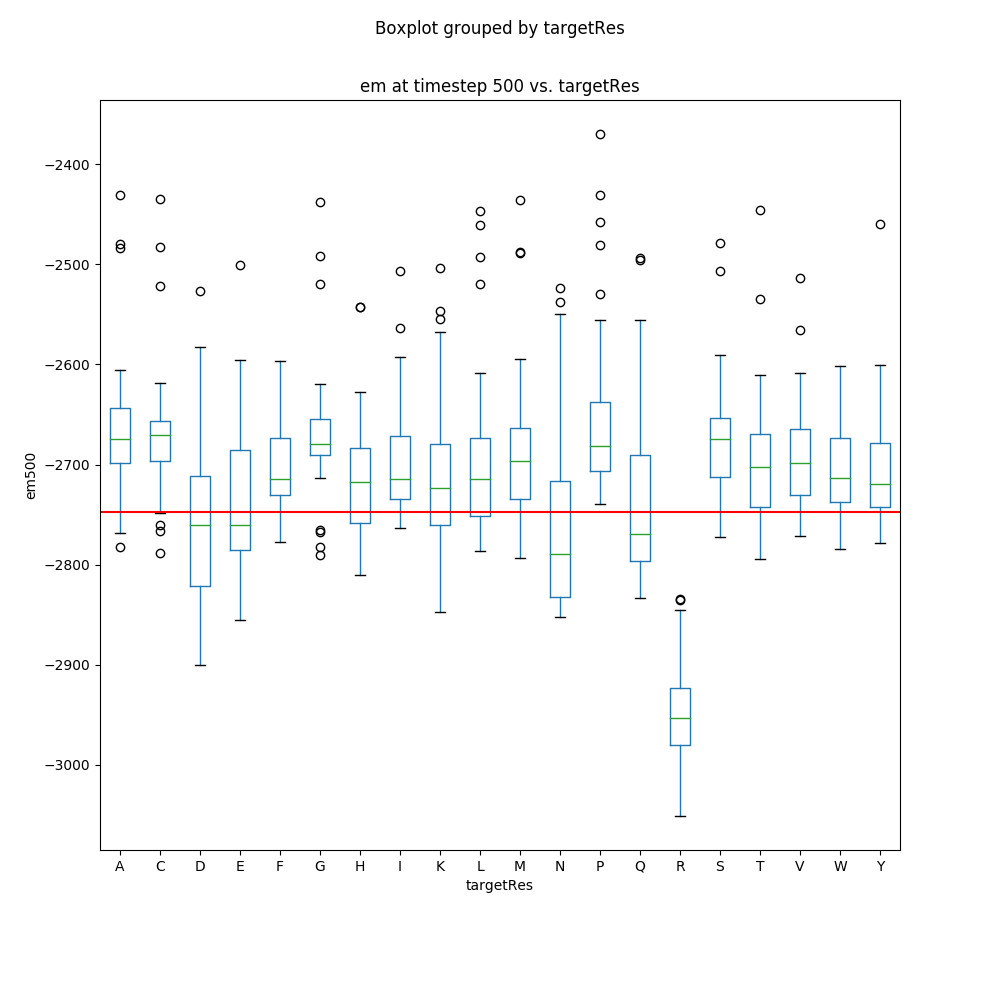 Boxplot grouped by targetRes
em at timestep 500 vs. targetRes
−2400
−2500
−2600
−2700
−2800
−2900
−3000
em500
A C D E F G H I K L M N P Q R S T V W Y
targetRes